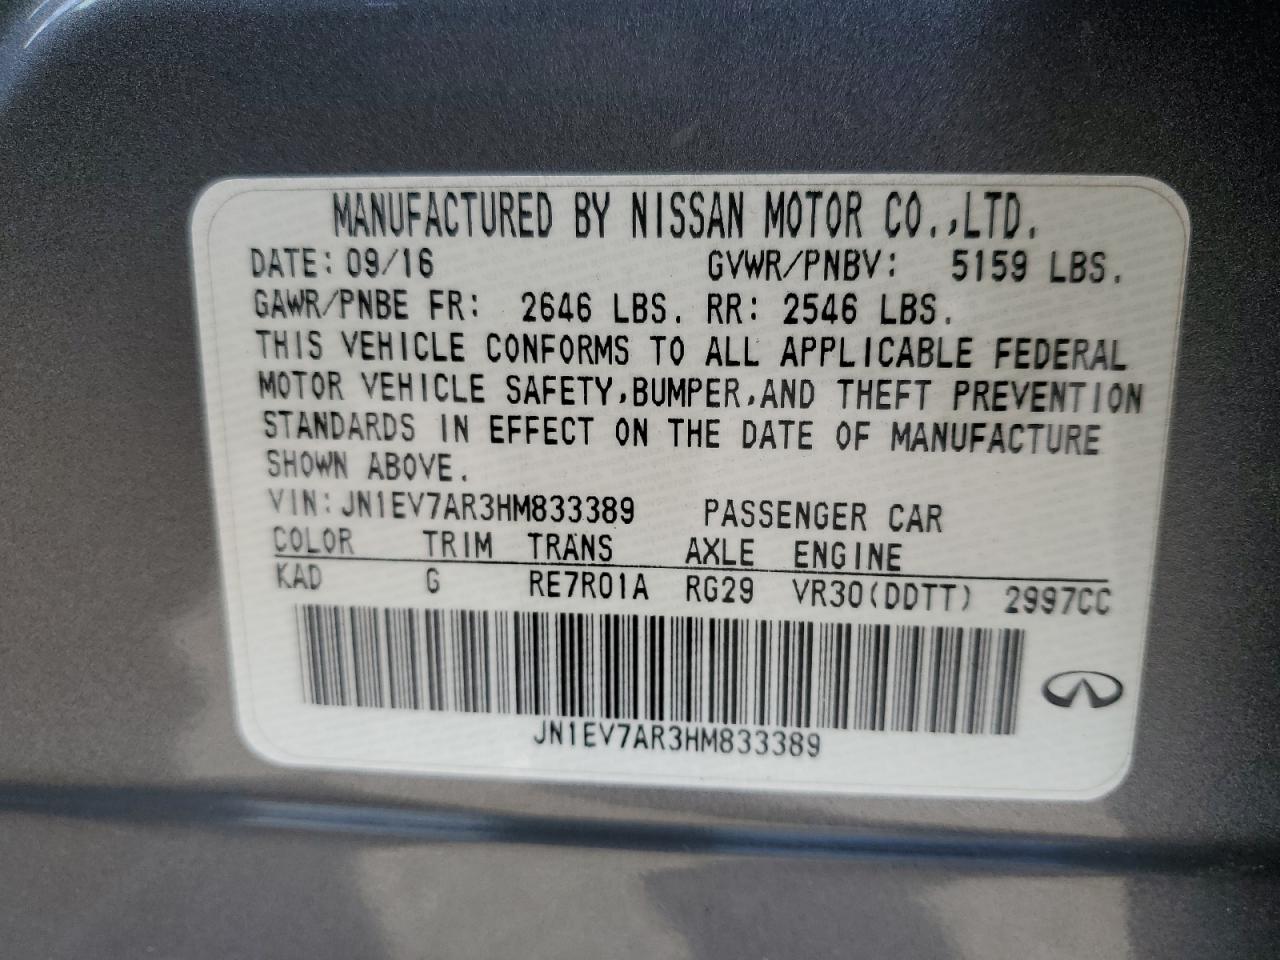 MANUFACTURED BY NISSAN MOTOR CO.,LTD.
DATE: 09/16 GVWR/PNBV: 5159 LBS.
GAWR/PNBE FR: 2646 LBS. RR: 2546 LBS.
THIS VEHICLE CONFORMS TO ALL APPLICABLE FEDERAL
MOTOR VEHICLE SAFETY,BUMPER,AND THEFT PREVENTION
STANDARDS IN EFFECT ON THE DATE OF MANUFACTURE
SHOWN ABOVE.
VIN:JN1EV7AR3HM833389 PASSENGER CAR
COLOR TRIM TRANS AXLE ENGINE
KAD G RE7R01A RG29 VR30(DDTT) 2997CC
JN1EV7AR3HM833389